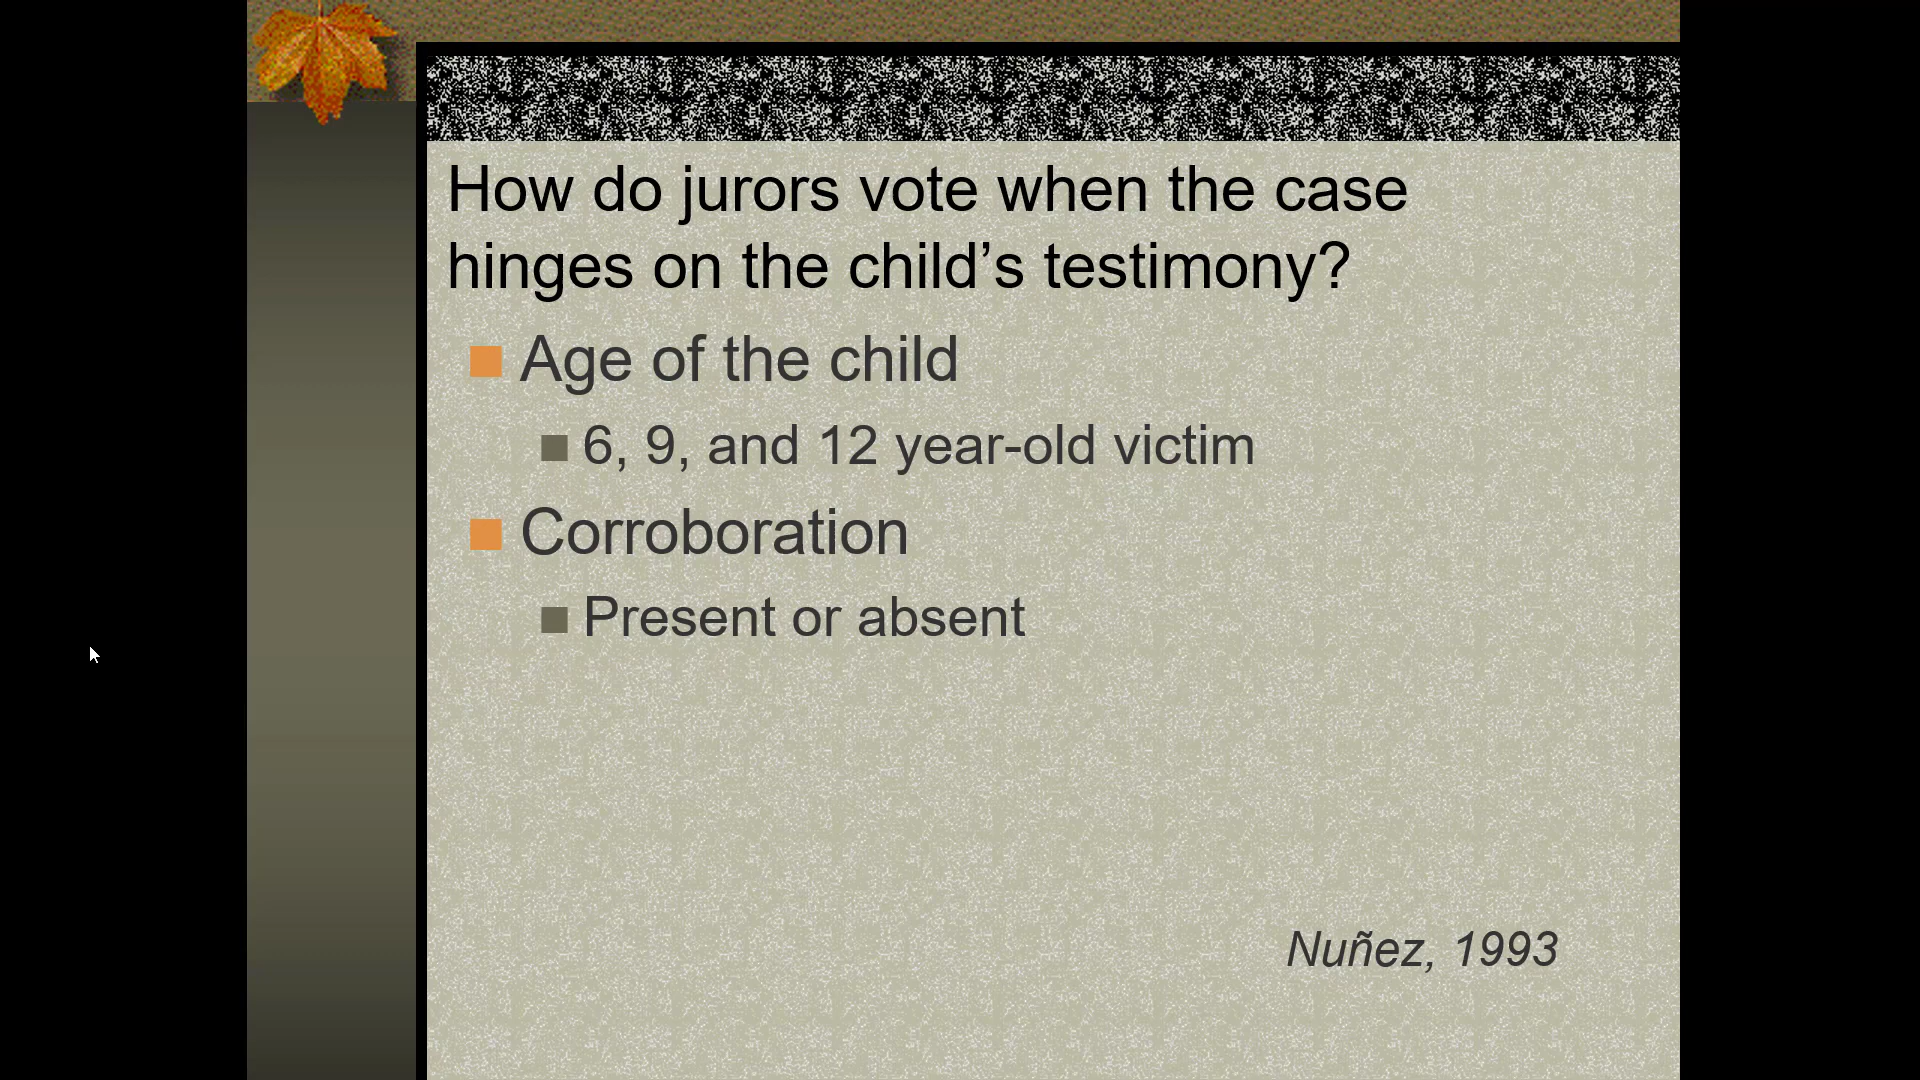 How do jurors vote when the case
hinges on the child’s testimony?
Age of the child
6, 9, and 12 year-old victim
Corroboration
Present or absent
Nuñez, 1993